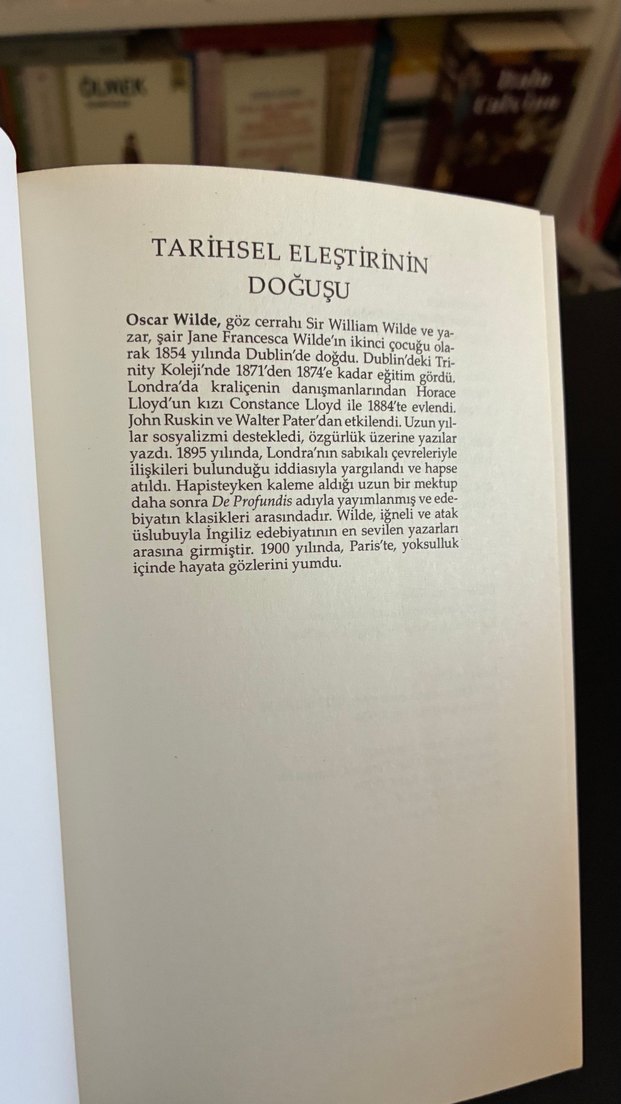 ÖLMEK
TARİHSEL ELEŞTİRİNİN
DOĞUŞU
Oscar Wilde, göz cerrahı Sir William Wilde ve ya-
zar, şair Jane Francesca Wilde'ın ikinci çocuğu ola-
rak 1854 yılında Dublin'de doğdu. Dublin'deki Tri-
nity Koleji'nde 1871'den 1874'e kadar eğitim gördü.
Londra'da kraliçenin danışmanlarından Horace
Lloyd'un kızı Constance Lloyd ile 1884'te evlendi.
John Ruskin ve Walter Pater'dan etkilendi. Uzun yıl-
lar sosyalizmi destekledi, özgürlük üzerine yazılar
yazdı. 1895 yılında, Londra'nın sabıkalı çevreleriyle
ilişkileri bulunduğu iddiasıyla yargılandı ve hapse
atıldı. Hapisteyken kaleme aldığı uzun bir mektup
daha sonra De Profundis adıyla yayımlanmış ve ede-
biyatın klasikleri arasındadır. Wilde, iğneli ve atak
üslubuyla İngiliz edebiyatının en sevilen yazarları
arasına girmiştir. 1900 yılında, Paris'te, yoksulluk
içinde hayata gözlerini yumdu.